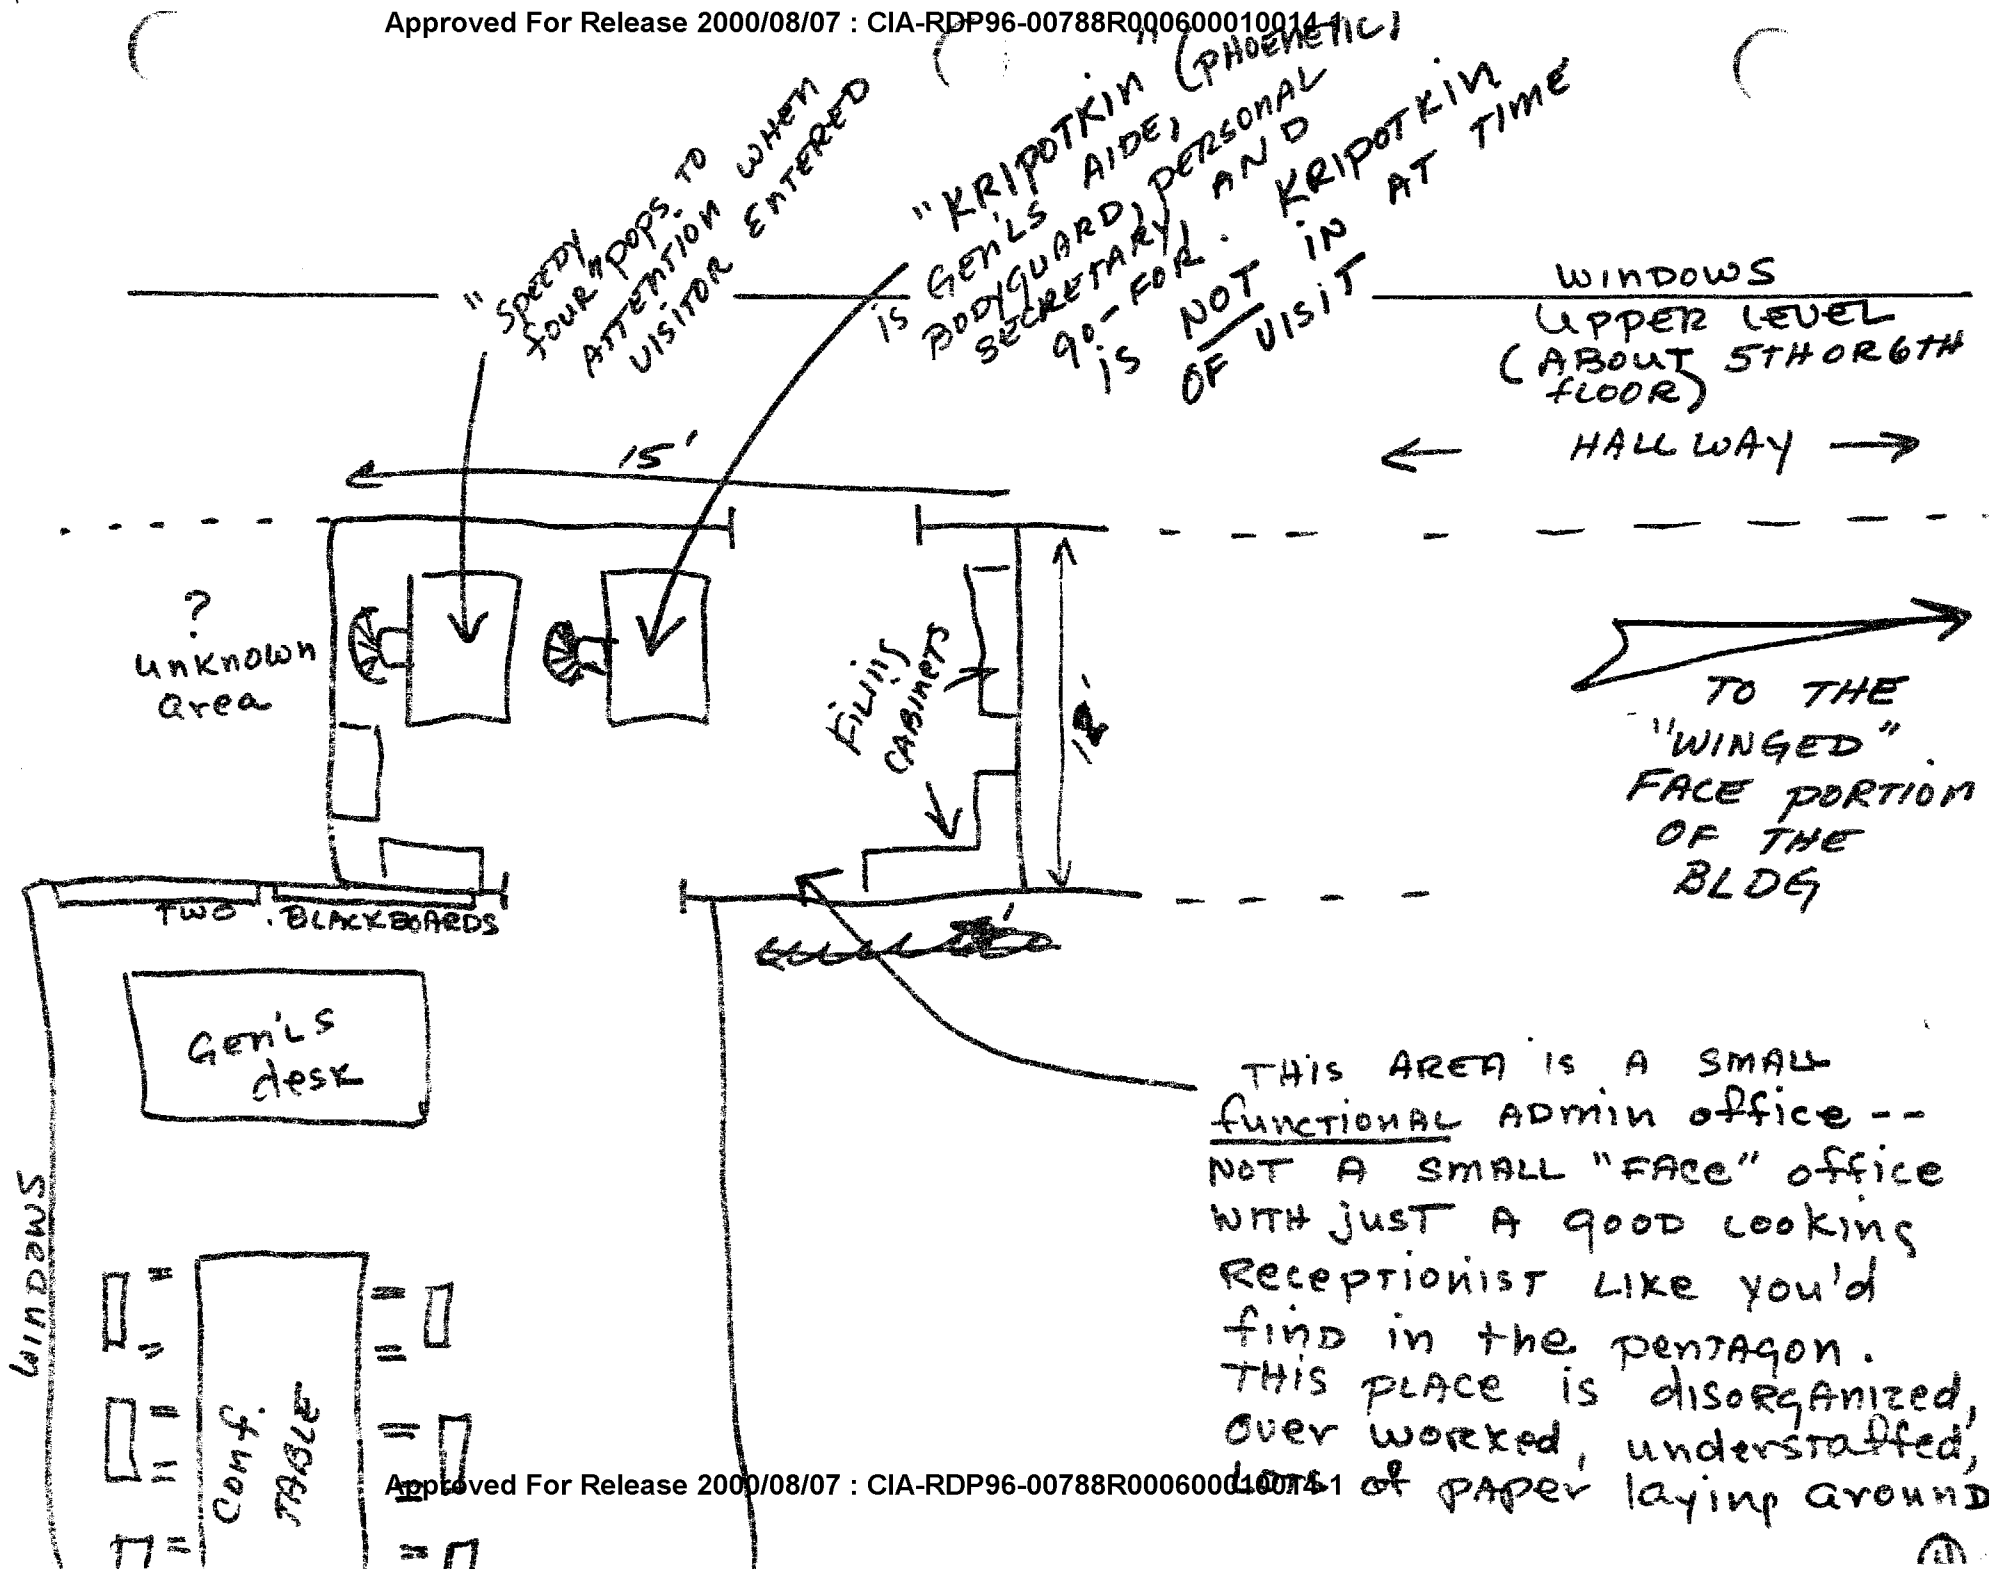 Approved For Release 2000/08/07 : CIA-RDP96-00788R000600010014-1
"SPEEDY
FOUR" POPS TO
ATTENTION WHEN
VISITOR ENTERED
"KRIPOTKIN" (PHOENETIC)
is GEN'LS AIDE,
BODYGUARD, PERSONAL
SECRETARY, AND
go-FOR. KRIPOTKIN
is NOT IN AT TIME
OF VISIT
WINDOWS
UPPER LEVEL
(ABOUT 5TH OR 6TH
FLOOR)
HALLWAY
15'
?
unknown
area
FiLiNG
CABINETS
TO THE
"WINGED"
FACE PORTION
OF THE
BLDG
TWO BLACKBOARDS
Gen'LS
desk
WINDOWS
Conf.
TABLE
THIS AREA IS A SMALL
functional ADMIN office --
NOT A SMALL "FACE" office
WITH just A GOOD Looking
Receptionist Like you'd
find in the pentagon.
THIS PLACE is disorganized,
over worked, understaffed,
Lots of paper laying around
Approved For Release 2000/08/07 : CIA-RDP96-00788R000600010014-1